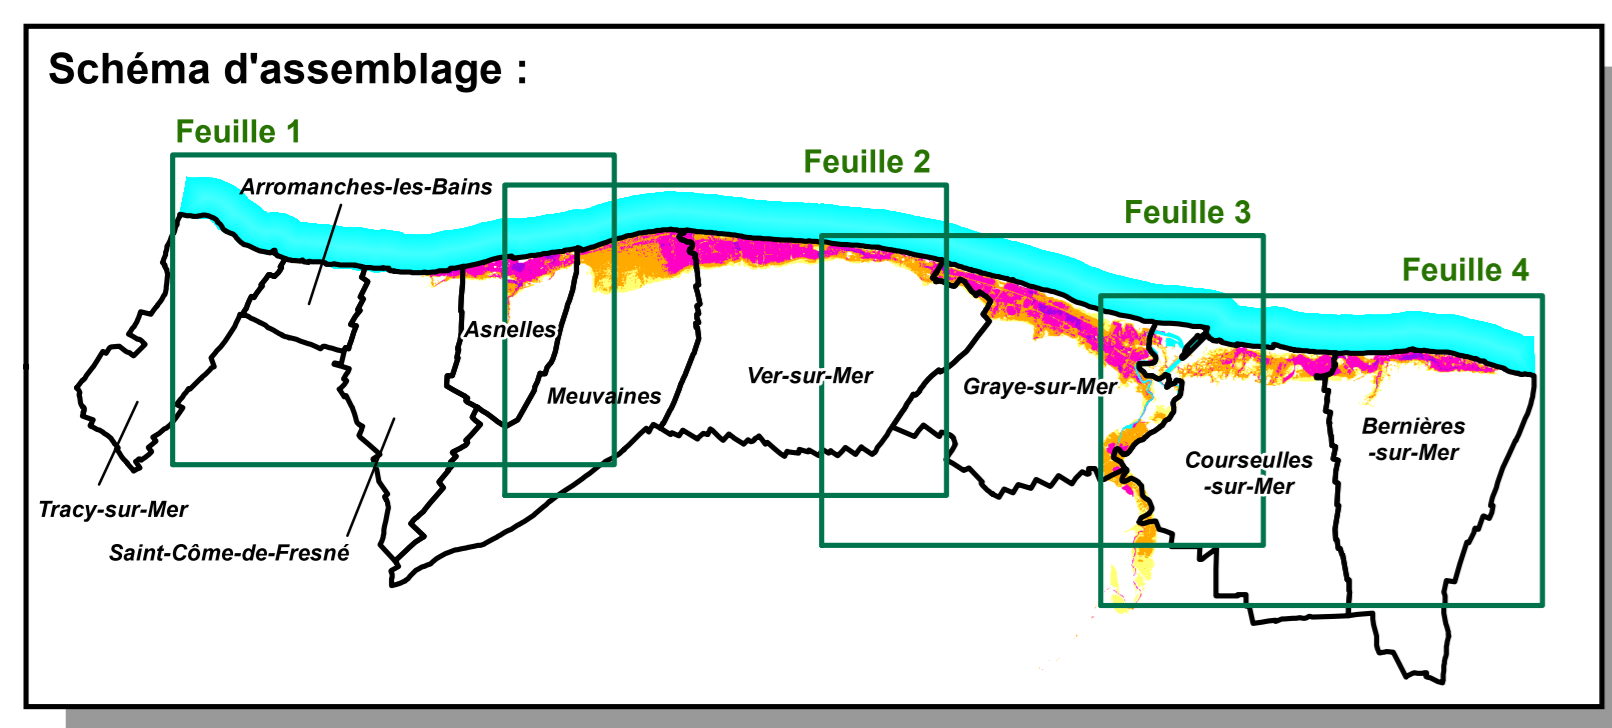 Schéma d'assemblage :
Feuille 1
Feuille 2
Feuille 3
Feuille 4
Arromanches-les-Bains
Asnelles
Meuvaines
Ver-sur-Mer
Graye-sur-Mer
Courseulles
-sur-Mer
Bernières
-sur-Mer
Tracy-sur-Mer
Saint-Côme-de-Fresné